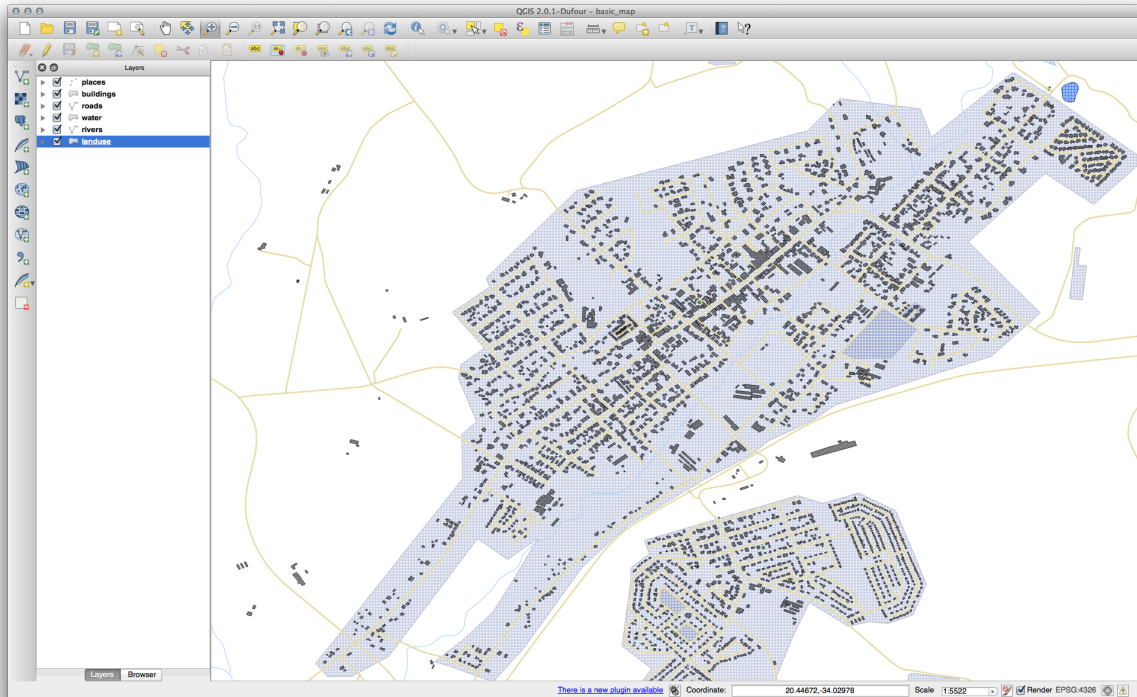 QGIS 2.0.1-Dufour – basic_map
Layers
places
buildings
roads
water
rivers
landuse
Layers Browser
There is a new plugin available Coordinate: 20.44672,-34.02978 Scale 1:5522 Render EPSG:4326